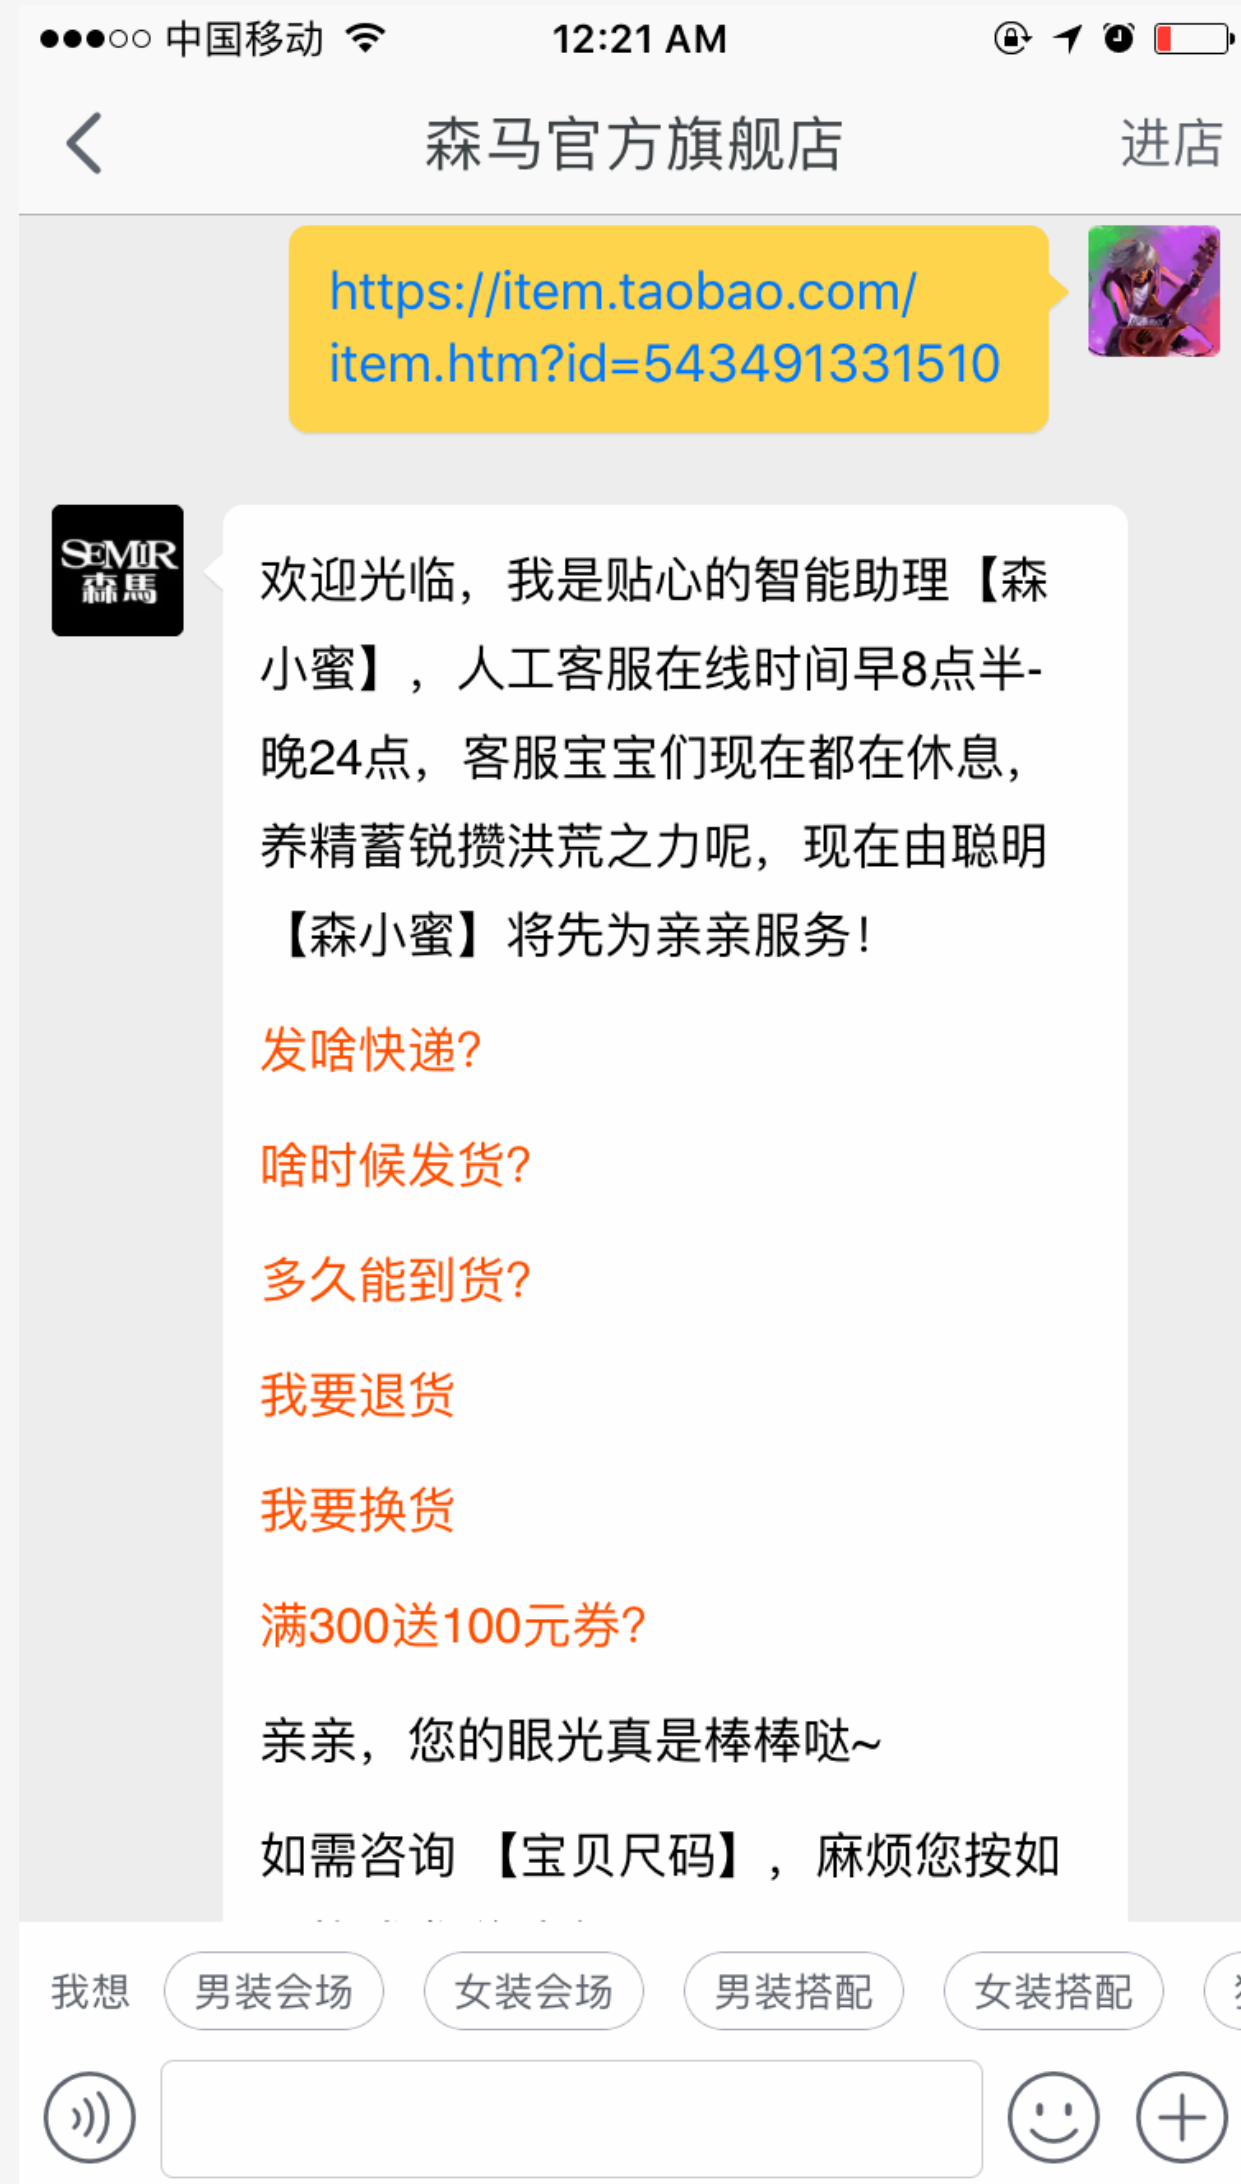 中国移动
12:21 AM
森马官方旗舰店
进店
https://item.taobao.com/
item.htm?id=543491331510
SEMIR
森馬
欢迎光临，我是贴心的智能助理【森
小蜜】，人工客服在线时间早8点半-
晚24点，客服宝宝们现在都在休息，
养精蓄锐攒洪荒之力呢，现在由聪明
【森小蜜】将先为亲亲服务！
发啥快递?
啥时候发货?
多久能到货?
我要退货
我要换货
满300送100元券?
亲亲，您的眼光真是棒棒哒~
如需咨询 【宝贝尺码】，麻烦您按如
我想
男装会场
女装会场
男装搭配
女装搭配